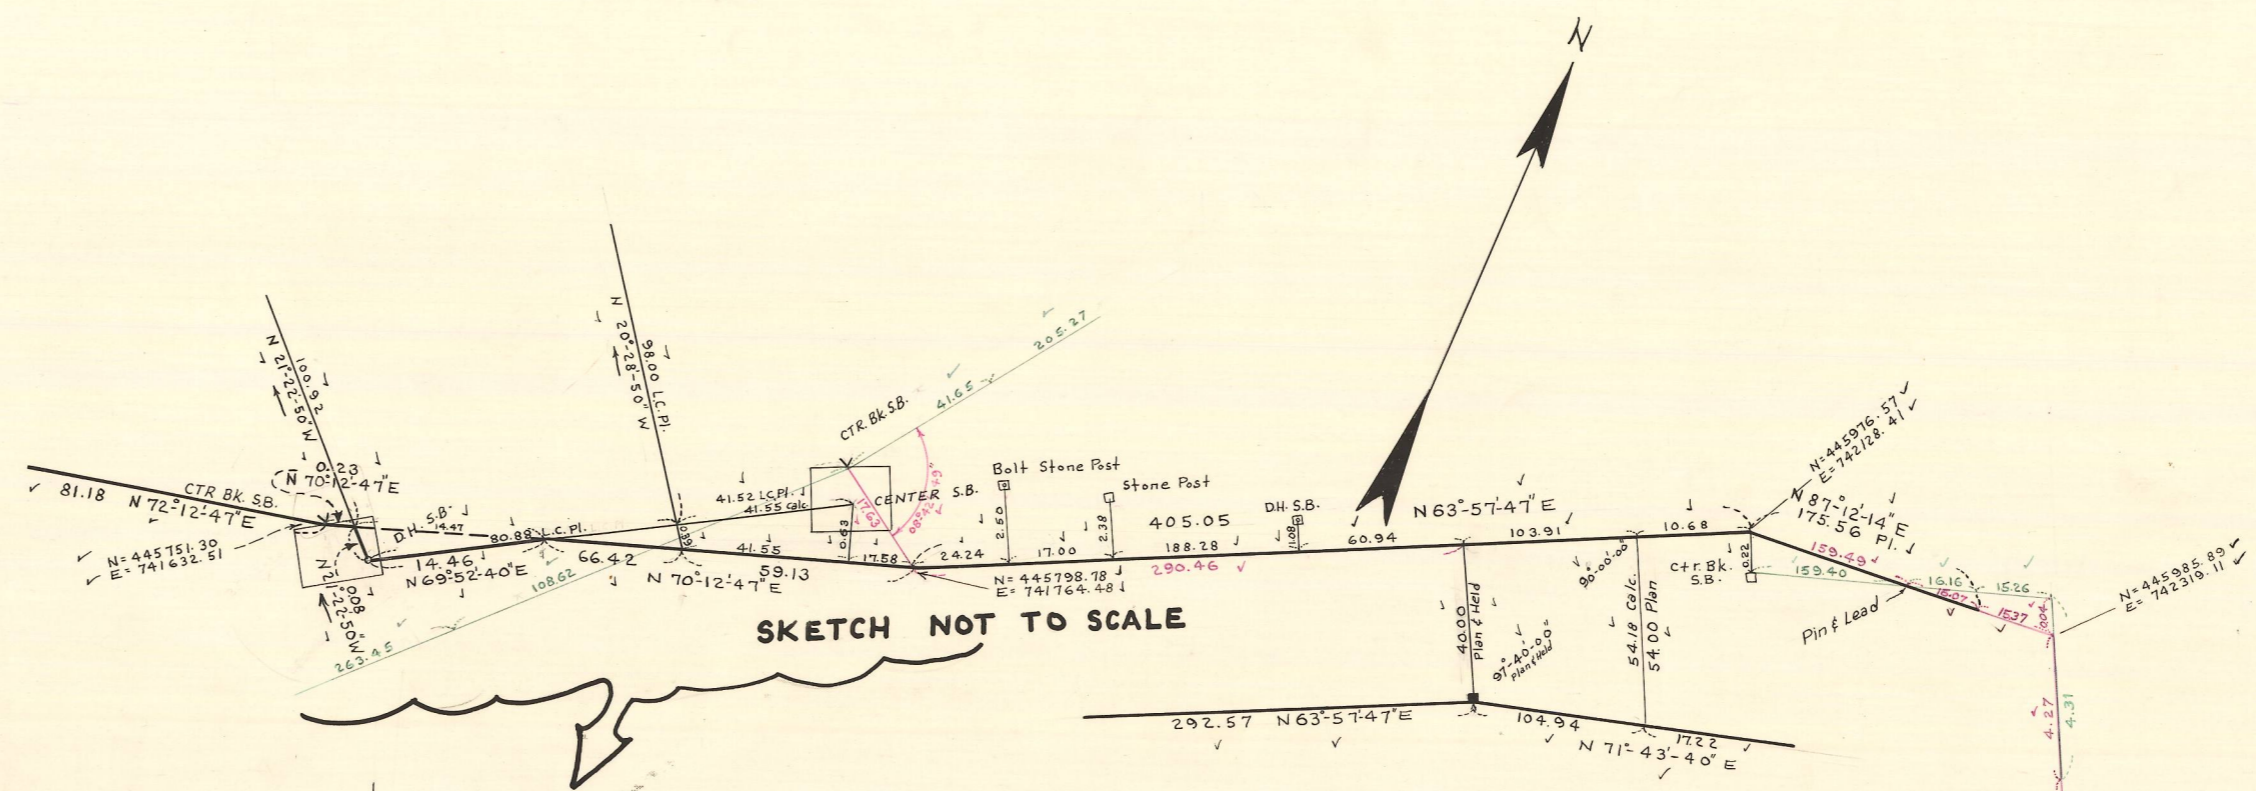 N
N 21°-22'-50" W
100.92
N 20°-28'-50" W
98.00 L.C.Pl.
205.27
41.65
CTR. Bk. S.B.
81.18 N 72°-12'-47" E
CTR BK. S.B.
0.23
N 70°-12'-47" E
N=445751.30
E=741632.51
D.H. S.B.
14.47
80.88 L.C. Pl.
14.46
N69°-52'-40" E
N21°-22'-50" W
0.08
263.45
108.62
66.42
N 70°-12'-47" E
0.39
41.52 L.C.Pl.
41.55 Calc.
41.55
59.13
0.63
17.63
17.58
CENTER S.B.
24.24
N=445798.78
E=741764.48
Bolt Stone Post
2.50
17.00
Stone Post
2.38
405.05
188.28
290.46
D.H. S.B.
60.94
N63°-57'-47" E
103.91
10.68
90°-00'-00"
N=445976.57
E=742128.41
N 87°-12'-14" E
175.56 Pl.
Ctr. Bk.
S.B.
0.22
159.49
159.40
16.16
15.26
16.07
15.37
0.04
Pin & Lead
N=445985.89
E=742319.11
4.27
4.31
40.00
Plan & Held
97°-40'-00"
Plan & Held
54.18 Calc.
54.00 Plan
SKETCH NOT TO SCALE
292.57 N63°-57'-47" E
104.94
17.22
N 71°-43'-40" E